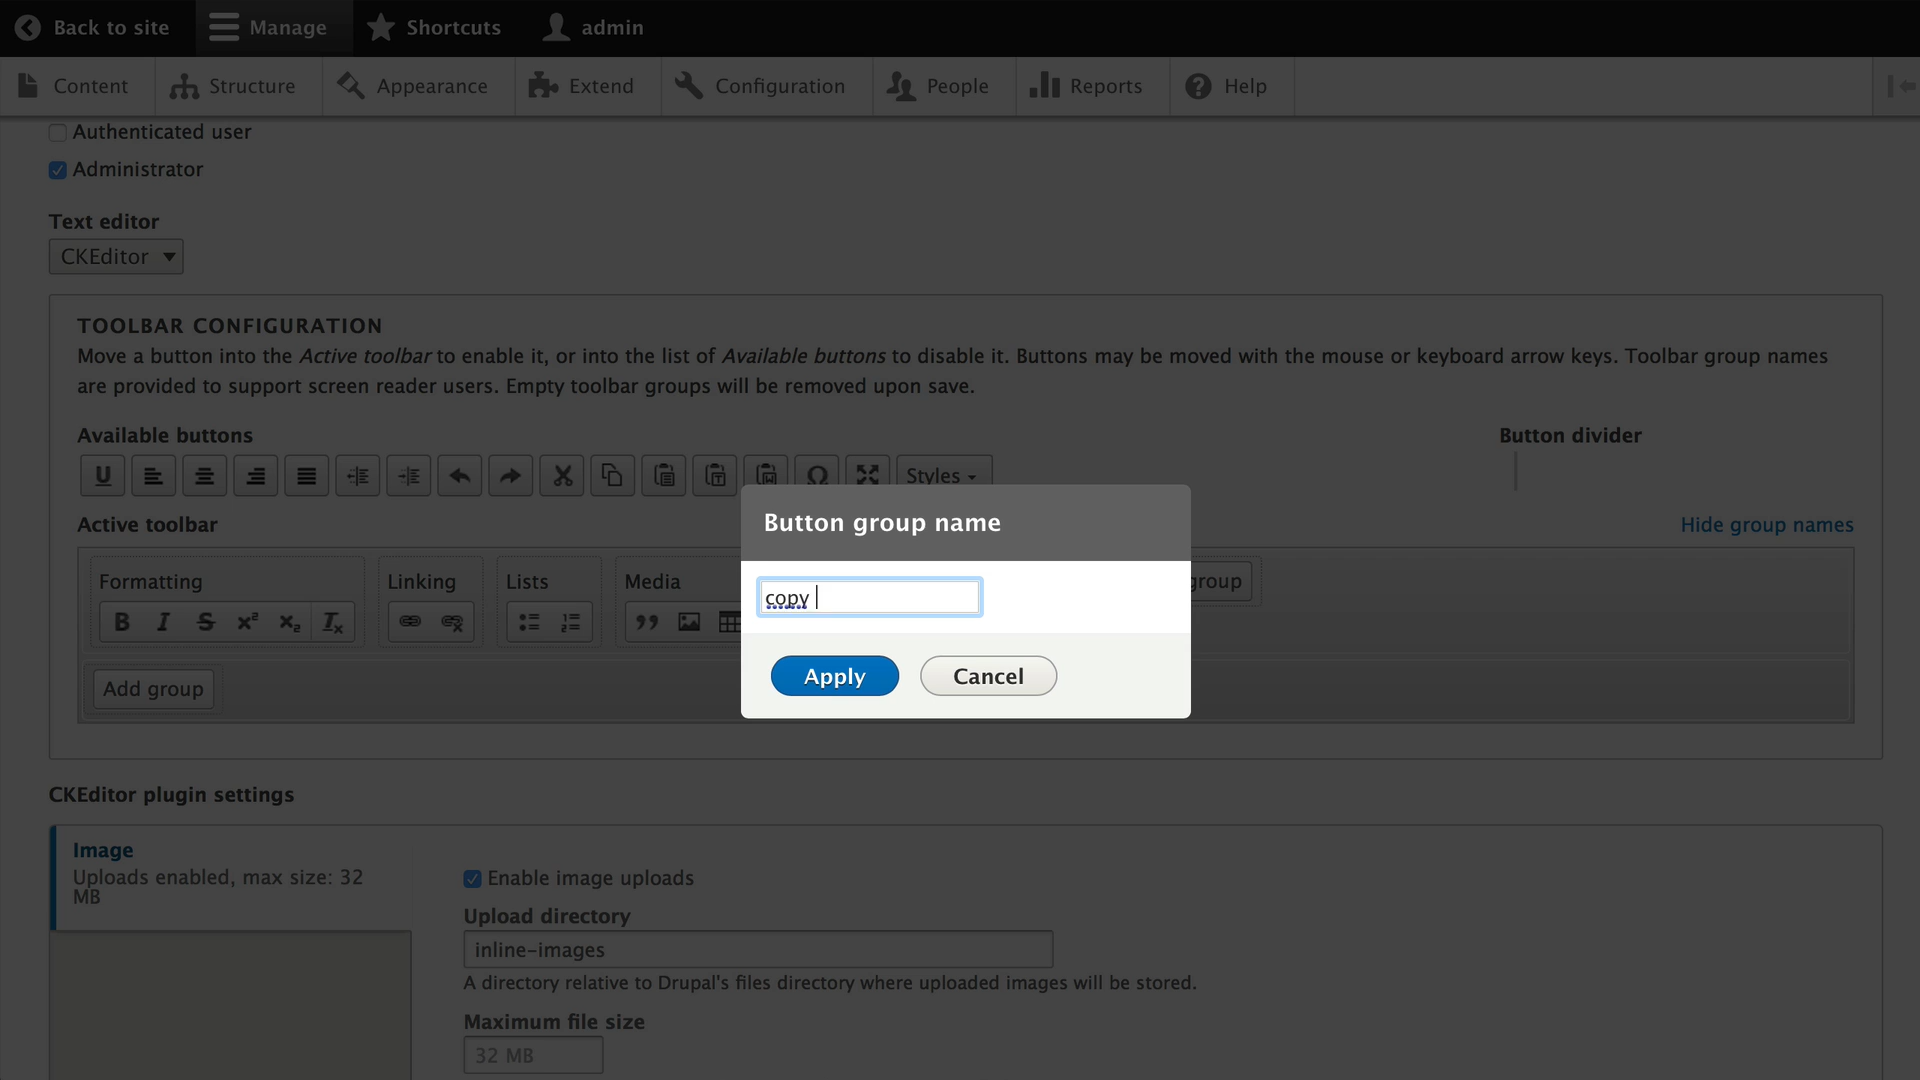 Back to site Manage Shortcuts admin
Content Structure Appearance Extend Configuration People Reports Help
Authenticated user
Administrator
Text editor
CKEditor
TOOLBAR CONFIGURATION
Move a button into the Active toolbar to enable it, or into the list of Available buttons to disable it. Buttons may be moved with the mouse or keyboard arrow keys. Toolbar group names
are provided to support screen reader users. Empty toolbar groups will be removed upon save.
Available buttons Button divider
U Ω Styles
Active toolbar Hide group names
Button group name
Formatting Linking Lists Media group
copy
B I S x² x₂ Ix
Apply Cancel
Add group
CKEditor plugin settings
Image
Uploads enabled, max size: 32
MB
Enable image uploads
Upload directory
inline-images
A directory relative to Drupal's files directory where uploaded images will be stored.
Maximum file size
32 MB